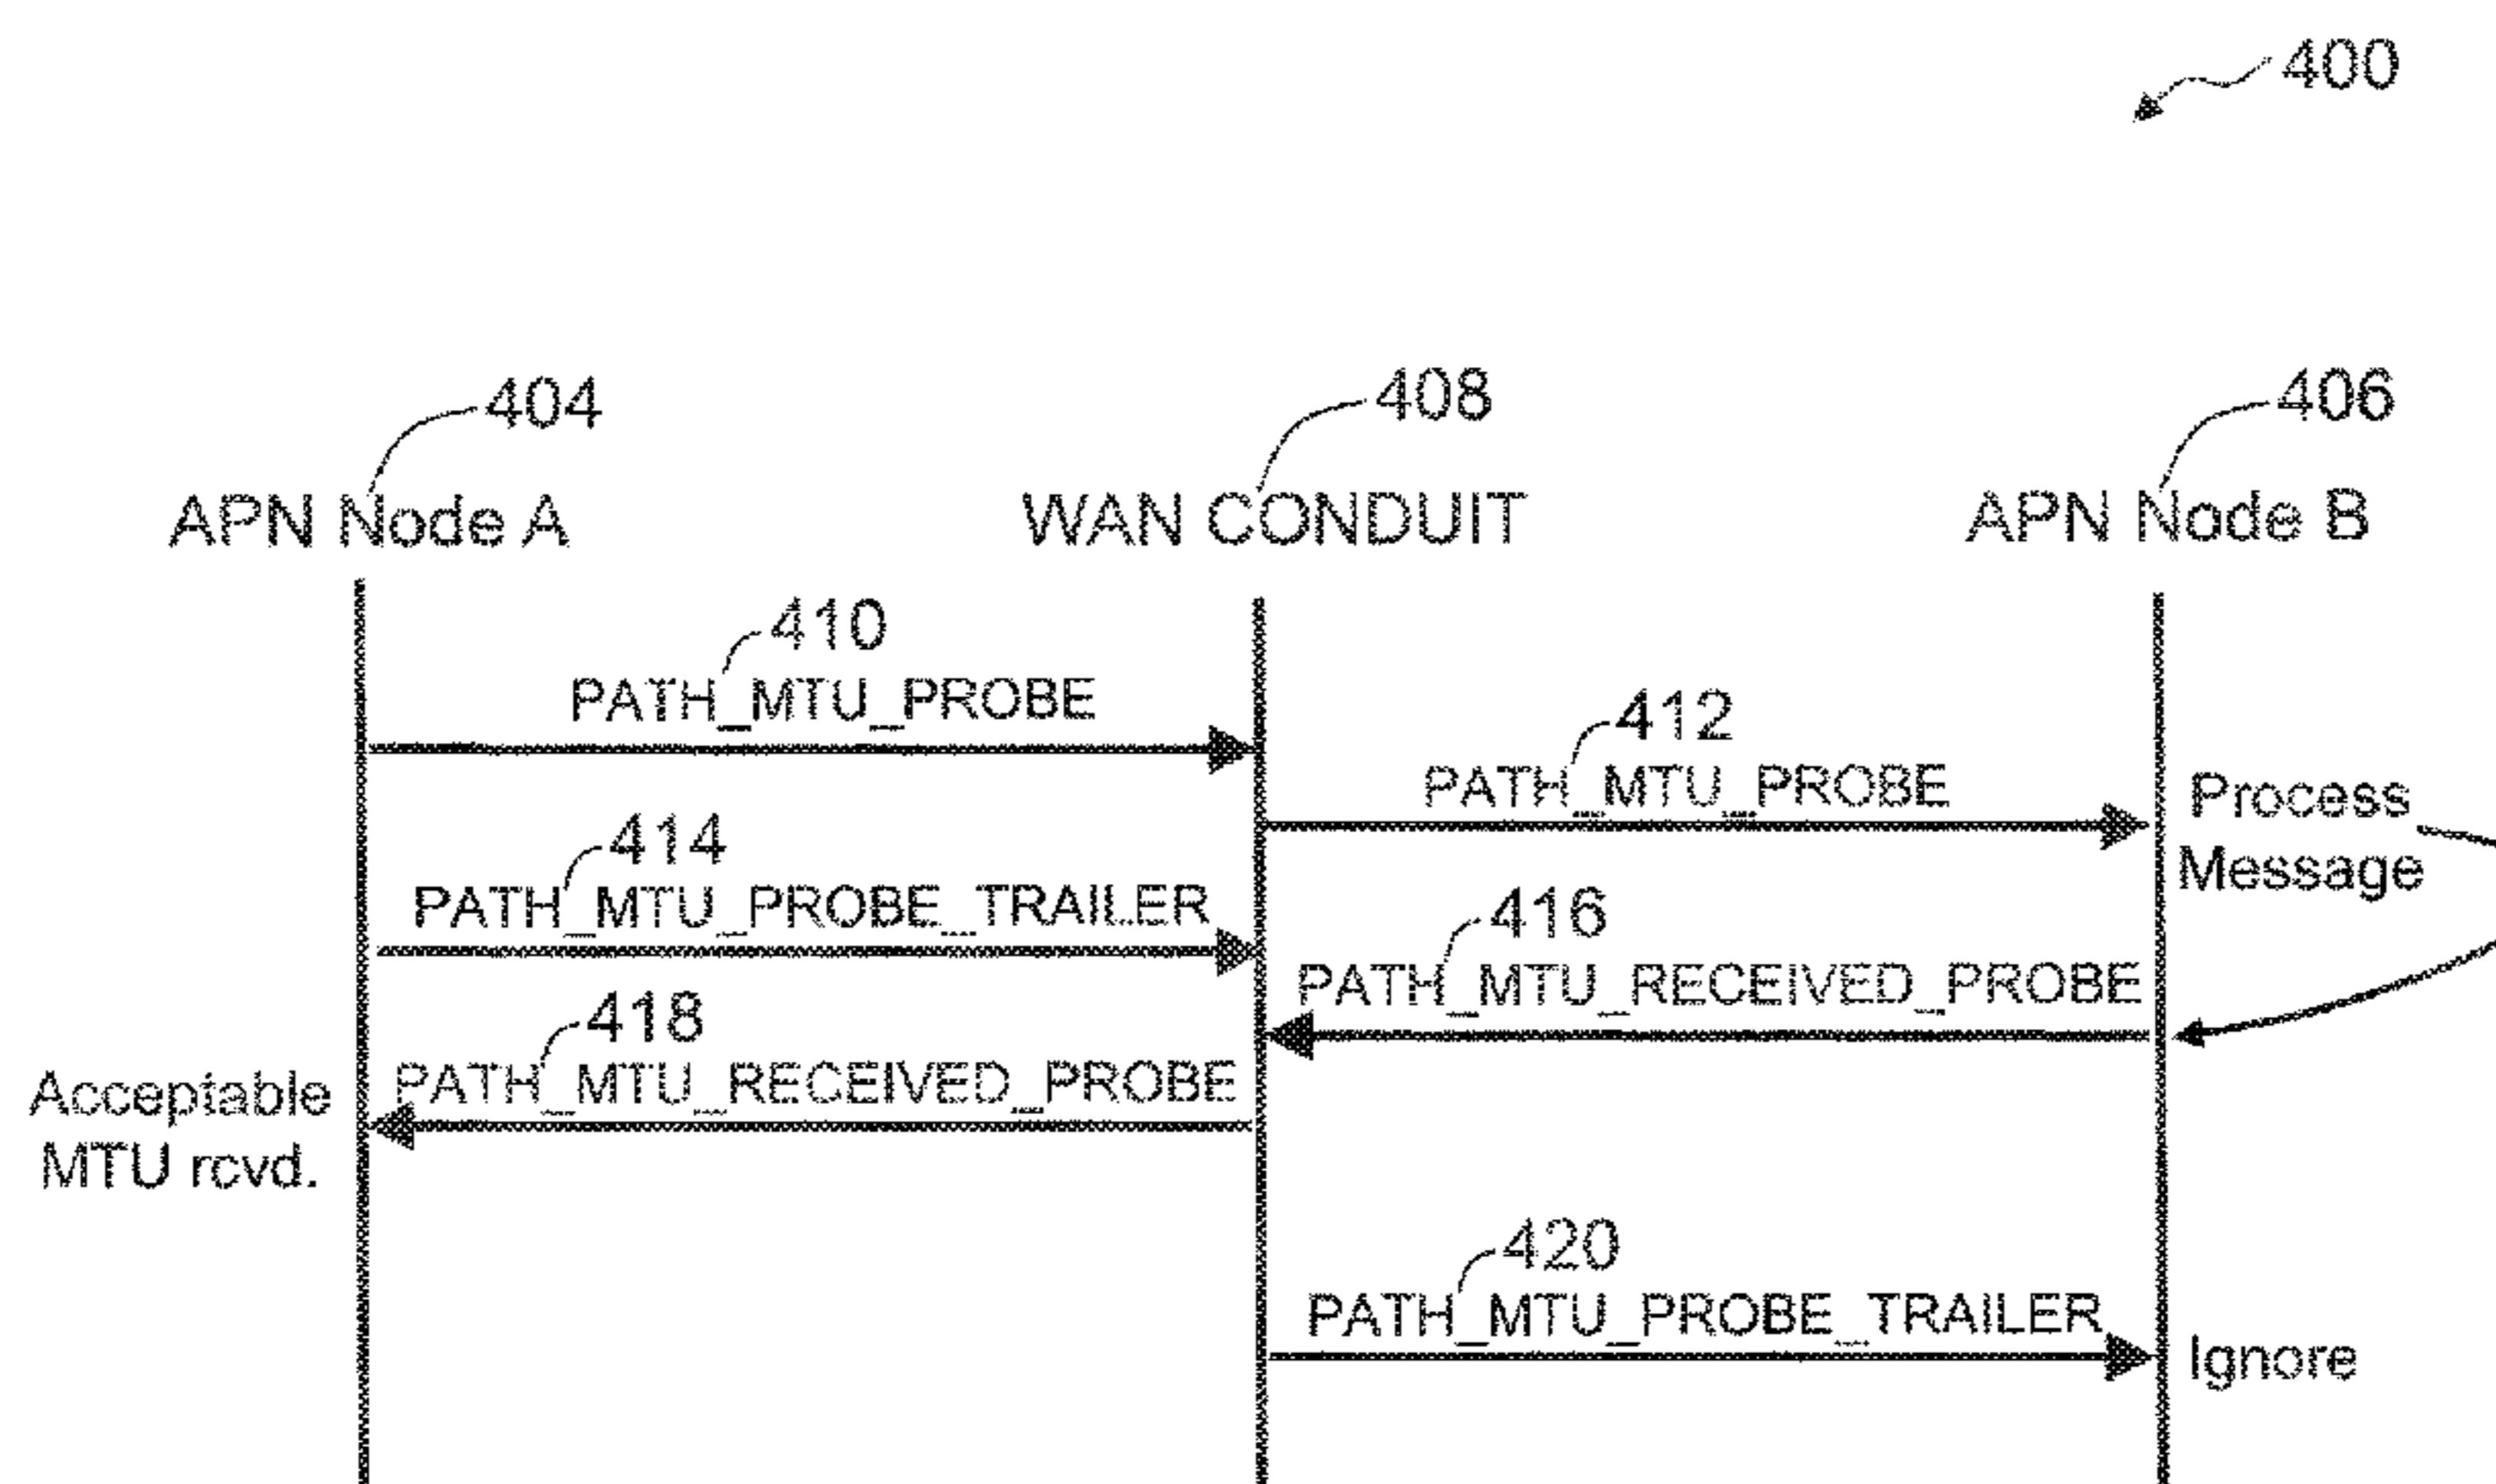 400
404
408
406
APN Node A
WAN CONDUIT
APN Node B
410
PATH_MTU_PROBE
412
PATH_MTU_PROBE
Process
Message
414
PATH_MTU_PROBE_TRAILER
416
PATH_MTU_RECEIVED_PROBE
418
PATH_MTU_RECEIVED_PROBE
Acceptable
MTU rcvd.
420
PATH_MTU_PROBE_TRAILER
Ignore